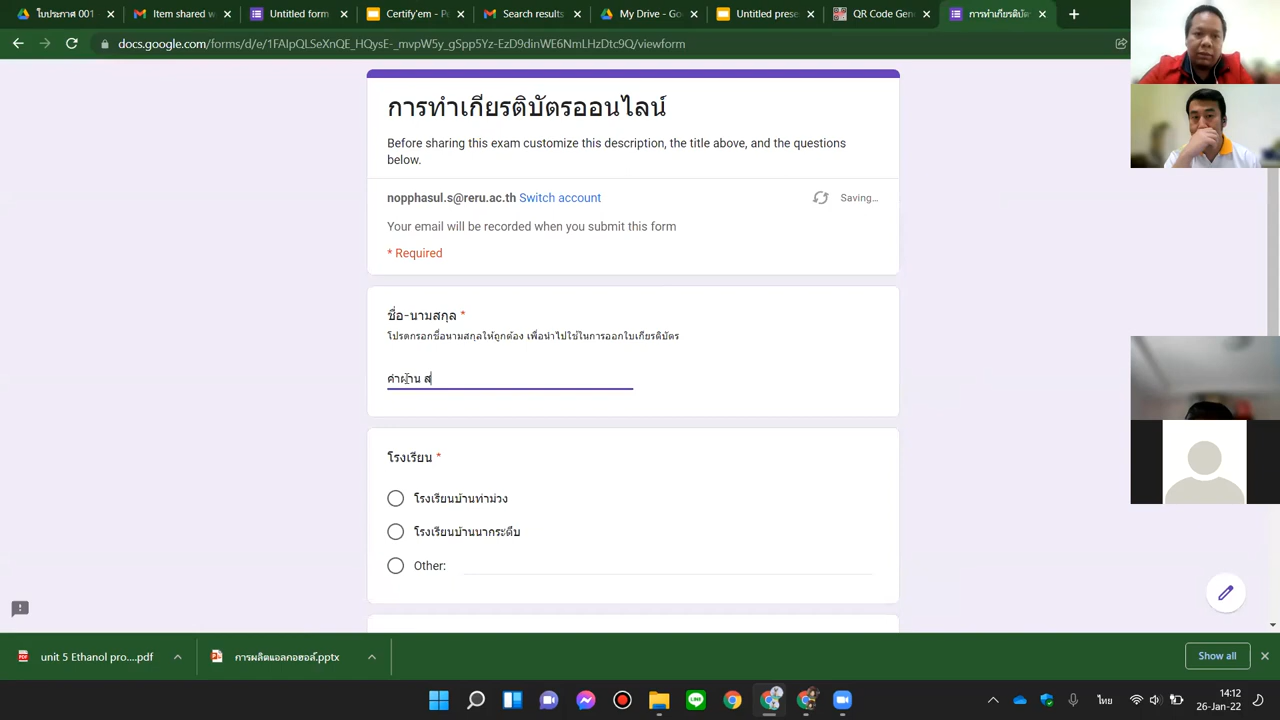 ใบประกาศ 001
Item shared w
Untitled form
Certify'em - Po
Search results
My Drive - Go
Untitled prese
QR Code Gene
การทำเกียรติบัตร
docs.google.com/forms/d/e/1FAIpQLSeXnQE_HQysE-_mvpW5y_gSpp5Yz-EzD9dinWE6NmLHzDtc9Q/viewform
การทำเกียรติบัตรออนไลน์
Before sharing this exam customize this description, the title above, and the questions
below.
nopphasul.s@reru.ac.th Switch account
Saving...
Your email will be recorded when you submit this form
* Required
ชื่อ-นามสกุล *
โปรดกรอกชื่อนามสกุลให้ถูกต้อง เพื่อนำไปใช้ในการออกใบเกียรติบัตร
ค่าผ้าน ส
โรงเรียน *
โรงเรียนบ้านท่าม่วง
โรงเรียนบ้านนากระตึบ
Other:
unit 5 Ethanol pro....pdf
การผลิตแอลกอฮอล์.pptx
Show all
ไทย
14:12
26-Jan-22